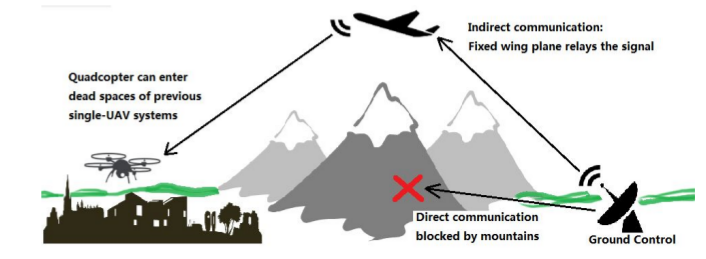 Indirect communication:
Fixed wing plane relays the signal
Quadcopter can enter
dead spaces of previous
single-UAV systems
Direct communication
blocked by mountains
Ground Control